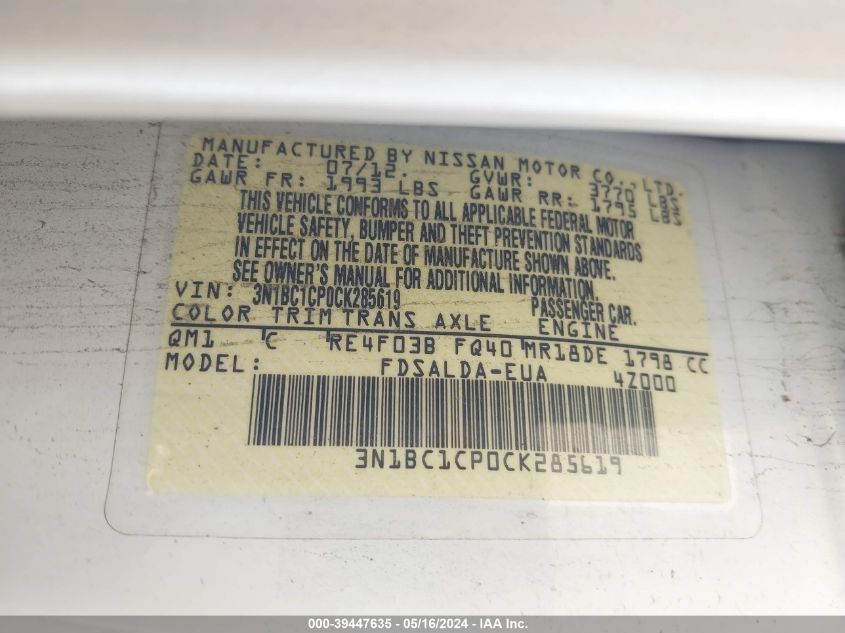 MANUFACTURED BY NISSAN MOTOR CO.,LTD.
DATE: 07/12. GVWR: 3770 LBS
GAWR FR: 1993 LBS GAWR RR: 1795 LBS
THIS VEHICLE CONFORMS TO ALL APPLICABLE FEDERAL MOTOR
VEHICLE SAFETY, BUMPER AND THEFT PREVENTION STANDARDS
IN EFFECT ON THE DATE OF MANUFACTURE SHOWN ABOVE.
SEE OWNER'S MANUAL FOR ADDITIONAL INFORMATION.
VIN: 3N1BC1CP0CK285619 PASSENGER CAR.
COLOR TRIM TRANS AXLE ENGINE
QM1 'C 'RE4F03B FQ40 MR18DE 1798 CC
MODEL: FDSALDA-EUA 4Z000
3N1BC1CP0CK285619
000-39447635 - 05/16/2024 - IAA Inc.